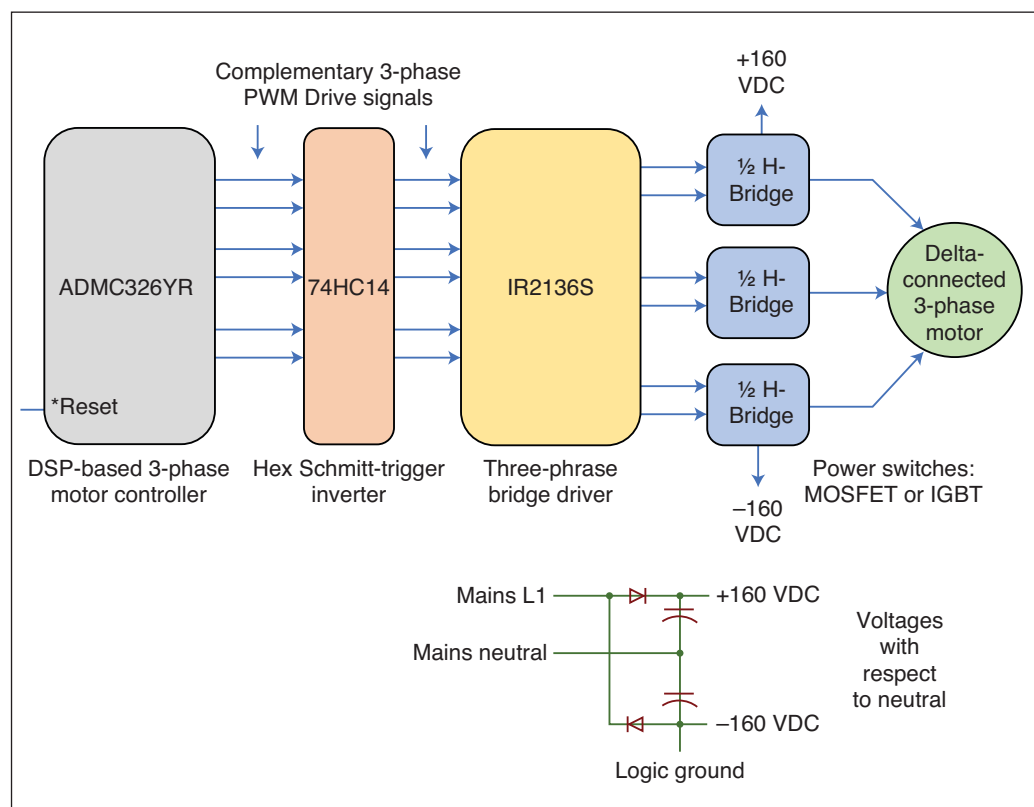 Complementary 3-phase
PWM Drive signals
+160
VDC
ADMC326YR
*Reset
74HC14
IR2136S
½ H-
Bridge
½ H-
Bridge
½ H-
Bridge
Delta-
connected
3-phase
motor
DSP-based 3-phase
motor controller
Hex Schmitt-trigger
inverter
Three-phrase
bridge driver
–160
VDC
Power switches:
MOSFET or IGBT
Mains L1
+160 VDC
Mains neutral
–160 VDC
Logic ground
Voltages
with
respect
to neutral